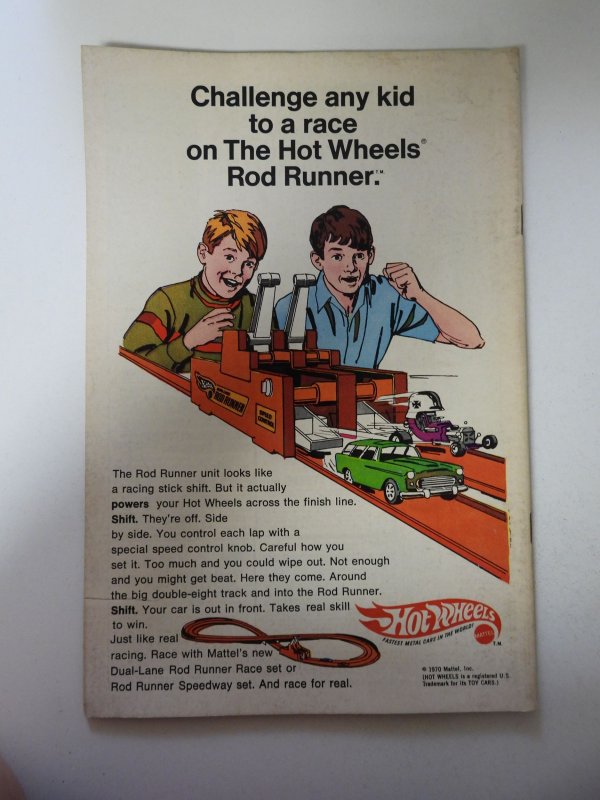 Challenge any kid
to a race
on The Hot Wheels®
Rod Runner.™
ROD RUNNER
SPEED
CONTROL
The Rod Runner unit looks like
a racing stick shift. But it actually
powers your Hot Wheels across the finish line.
Shift. They're off. Side
by side. You control each lap with a
special speed control knob. Careful how you
set it. Too much and you could wipe out. Not enough
and you might get beat. Here they come. Around
the big double-eight track and into the Rod Runner.
Shift. Your car is out in front. Takes real skill
to win.
Just like real
racing. Race with Mattel's new
Dual-Lane Rod Runner Race set or
Rod Runner Speedway set. And race for real.
HOT WHEELS
FASTEST METAL CARS IN THE WORLD!
MATTEL
T.M.
© 1970 Mattel, Inc.
(HOT WHEELS is a registered U.S.
Trademark for its TOY CARS.)